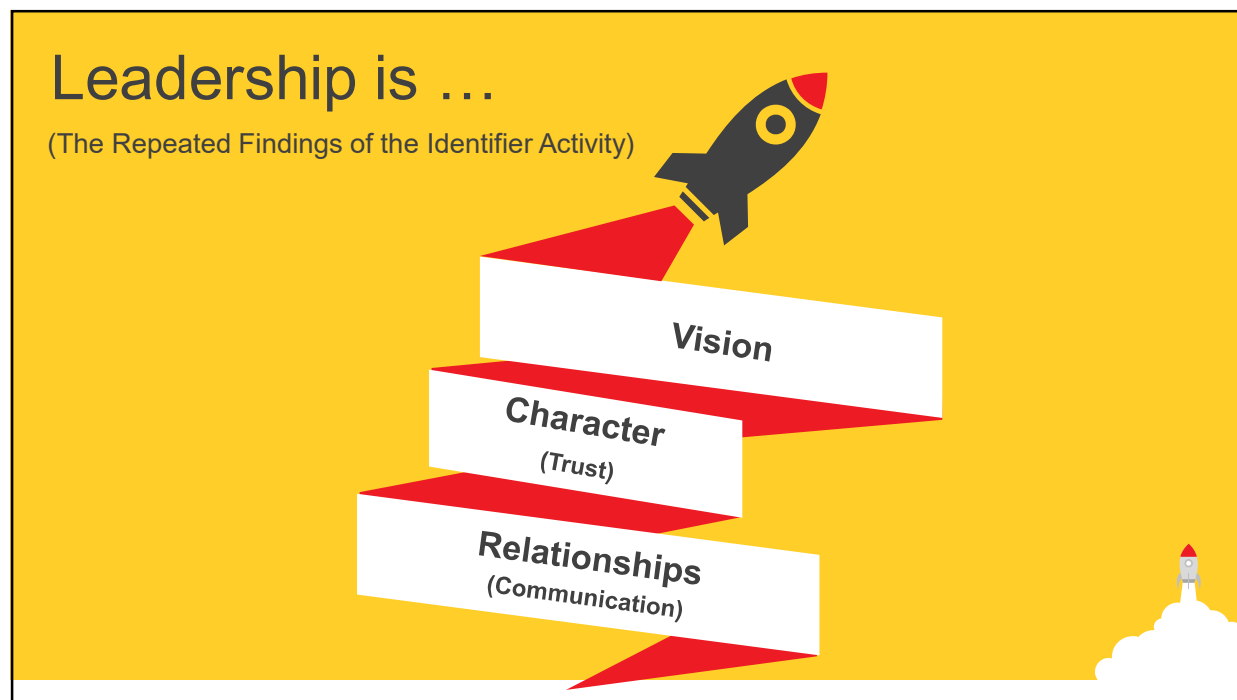 Leadership is …
(The Repeated Findings of the Identifier Activity)
Vision
Character
(Trust)
Relationships
(Communication)